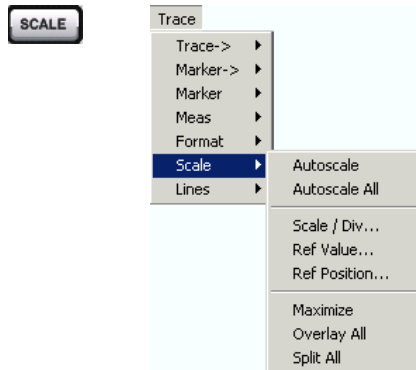 SCALE
Trace
Trace->
Marker->
Marker
Meas
Format
Scale
Lines
Autoscale
Autoscale All
Scale / Div...
Ref Value...
Ref Position...
Maximize
Overlay All
Split All